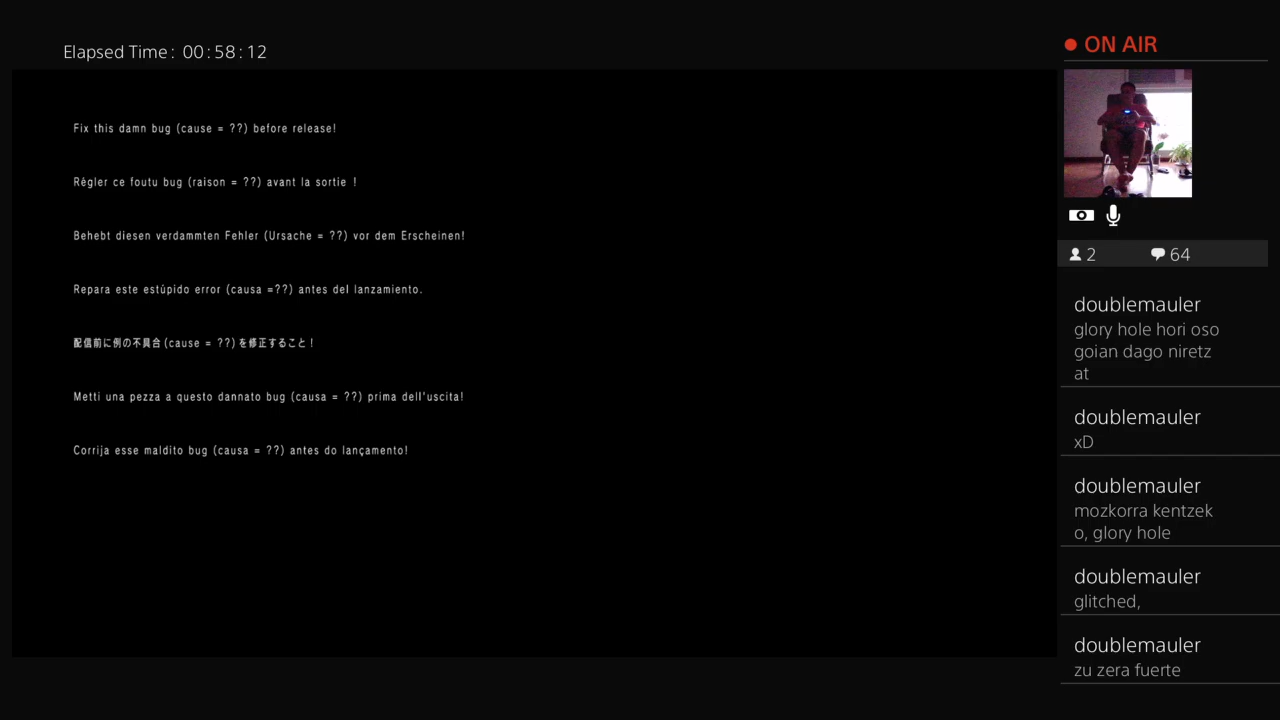 Elapsed Time: 00:58:12
ON AIR
Fix this damn bug (cause = ??) before release!
Régler ce foutu bug (raison = ??) avant la sortie !
Behebt diesen verdammten Fehler (Ursache = ??) vor dem Erscheinen!
Repara este estúpido error (causa =??) antes del lanzamiento.
配信前に例の不具合(cause = ??)を修正すること！
Metti una pezza a questo dannato bug (causa = ??) prima dell'uscita!
Corrija esse maldito bug (causa = ??) antes do lançamento!
2
64
doublemauler
glory hole hori oso
goian dago niretz
at
doublemauler
xD
doublemauler
mozkorra kentzek
o, glory hole
doublemauler
glitched,
doublemauler
zu zera fuerte